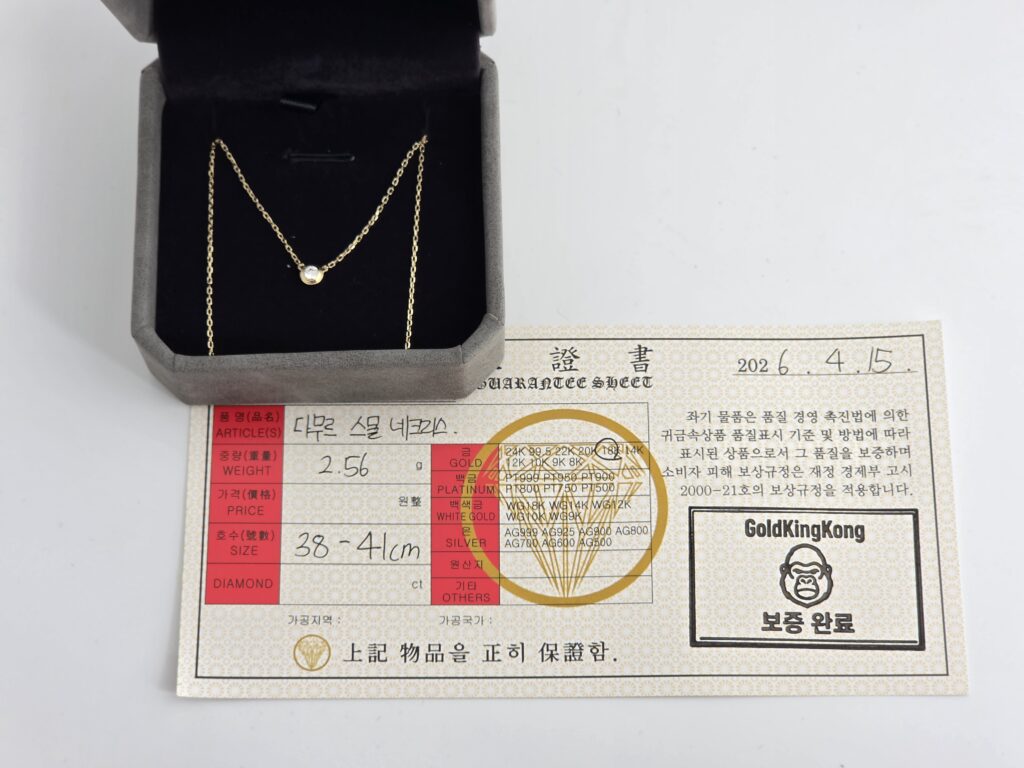 證 書
GUARANTEE SHEET
202 6 . 4 . 15 .
품 명(品名)
ARTICLE(S)
다무르 스몰 네크리스.
중량(重量)
WEIGHT
2.56 g
가격(價格)
PRICE
원整
호수(號數)
SIZE
38 - 41cm
DIAMOND
ct
금
GOLD
24K 99.5 22K 20K 18K 14K
12K 10K 9K 8K
백금
PLATINUM
PT999 PT950 PT900
PT800 PT750 PT500
백색금
WHITE GOLD
WG18K WG14K WG12K
WG10K WG9K
은
SILVER
AG999 AG925 AG900 AG800
AG700 AG600 AG500
원산지
기타
OTHERS
가공지역 :
가공국가 :
上記 物品을 正히 保證함.
좌기 물품은 품질 경영 촉진법에 의한
귀금속상품 품질표시 기준 및 방법에 따라
표시된 상품으로서 그 품질을 보증하며
소비자 피해 보상규정은 재정 경제부 고시
2000-21호의 보상규정을 적용합니다.
GoldKingKong
보증 완료